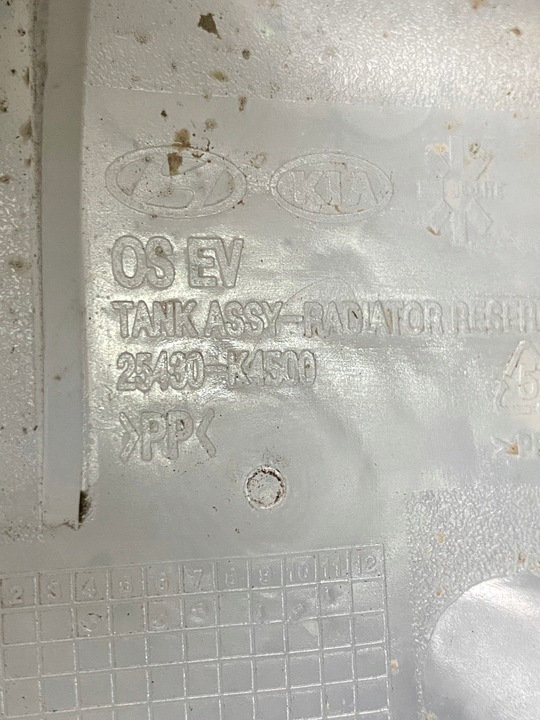 KIA
OS EV
TANK ASSY-RADIATOR RESER
25430-K4500
>PP<
5
>P
2 3 4 5 6 7 8 9 10 11 12